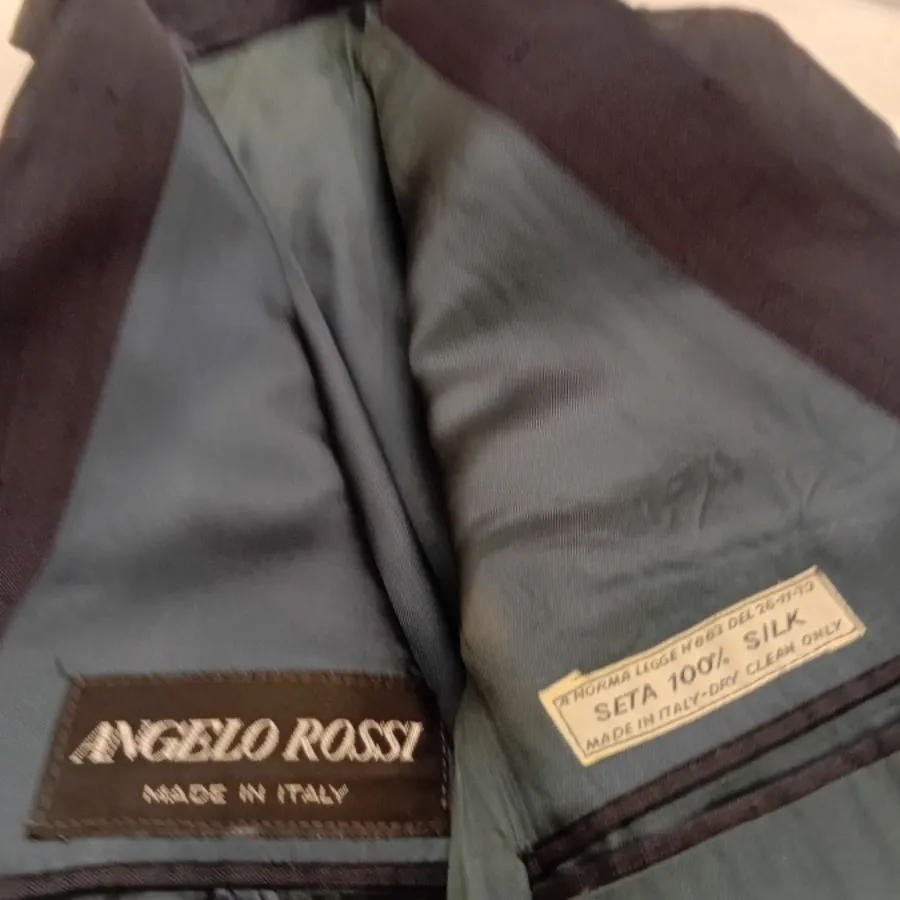 ANGELO ROSSI
MADE IN ITALY
A NORMA LEGGE N°883 DEL 26-11-73
SETA 100% SILK
MADE IN ITALY-DRY CLEAN ONLY